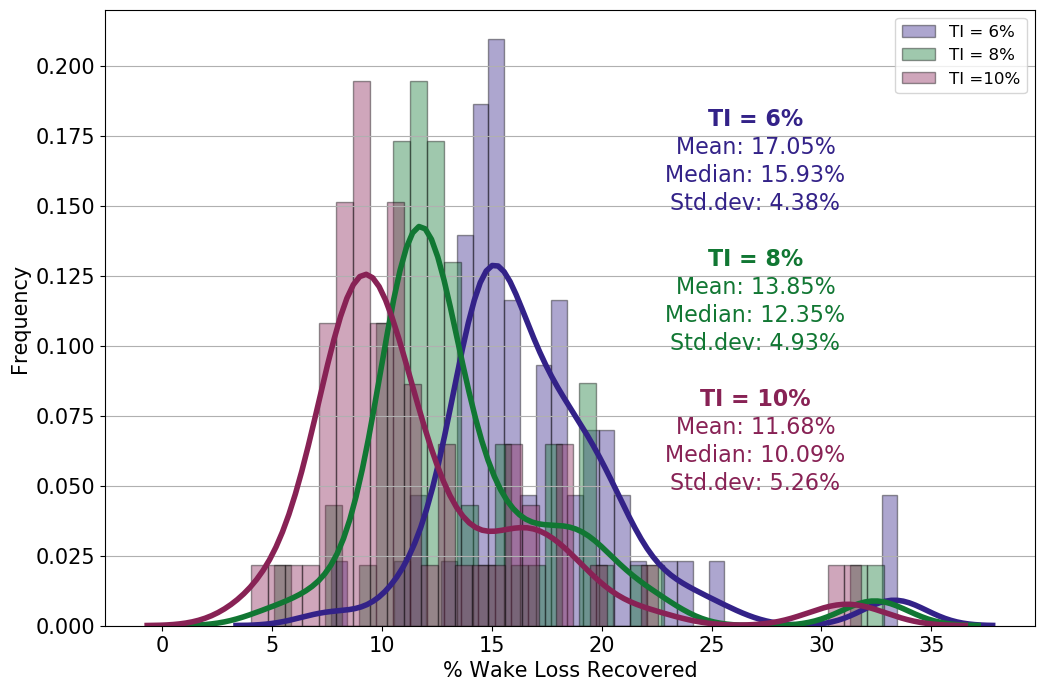 TI = 6%
TI = 8%
TI =10%
TI = 6%
Mean: 17.05%
Median: 15.93%
Std.dev: 4.38%
TI = 8%
Mean: 13.85%
Median: 12.35%
Std.dev: 4.93%
TI = 10%
Mean: 11.68%
Median: 10.09%
Std.dev: 5.26%
Frequency
0.200
0.175
0.150
0.125
0.100
0.075
0.050
0.025
0.000
0 5 10 15 20 25 30 35
% Wake Loss Recovered